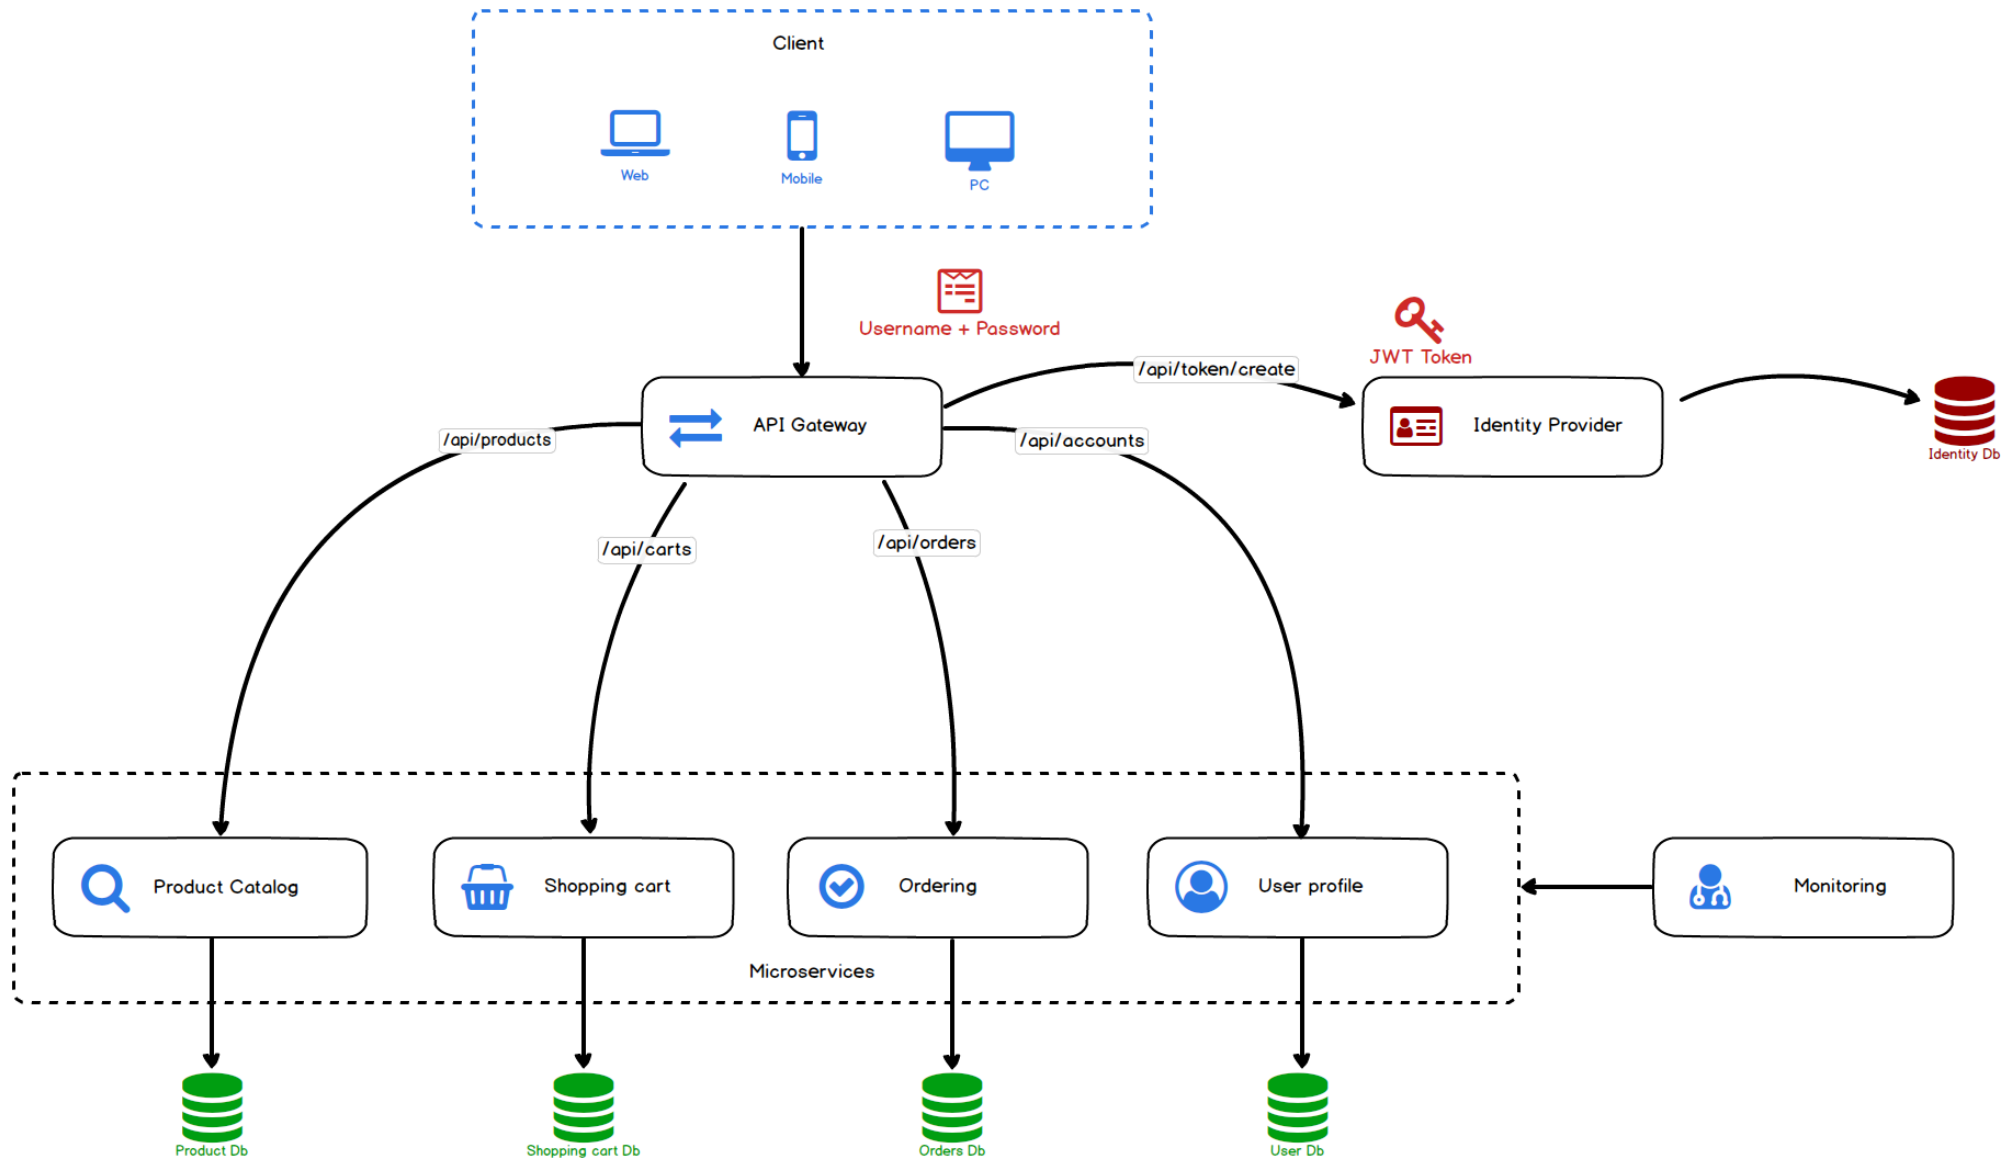 Client
Web
Mobile
PC
Username + Password
JWT Token
/api/token/create
API Gateway
Identity Provider
/api/products
/api/accounts
Identity Db
/api/carts
/api/orders
Product Catalog
Shopping cart
Ordering
User profile
Monitoring
Microservices
Product Db
Shopping cart Db
Orders Db
User Db